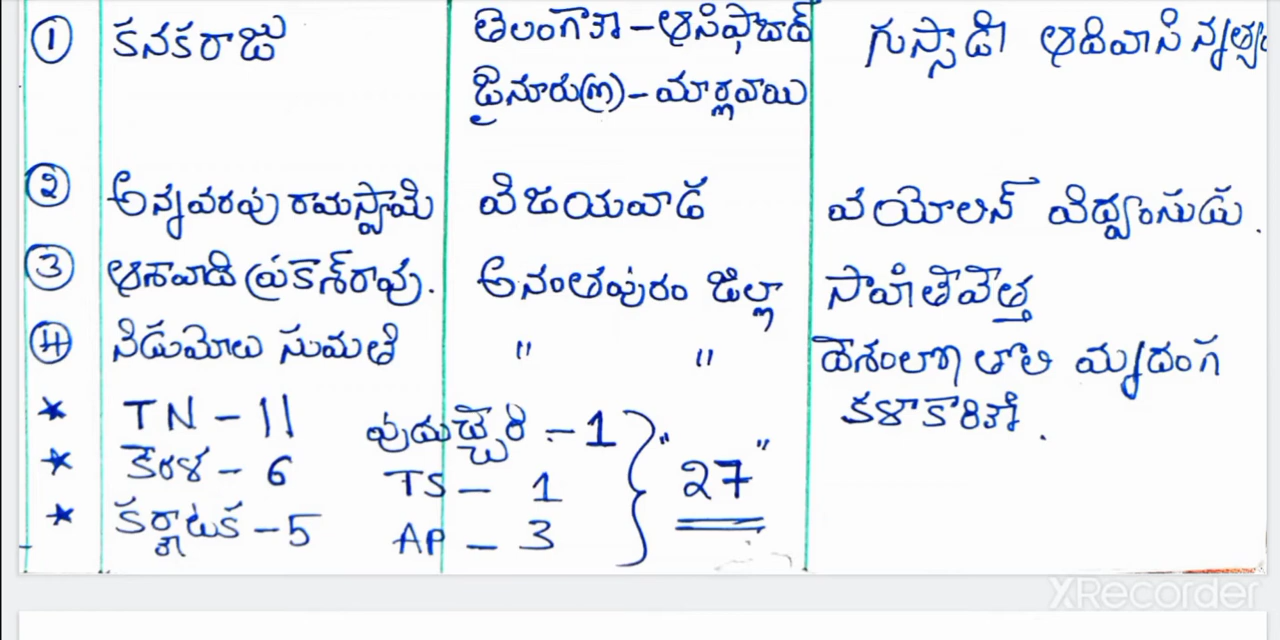 ① కనకరాజు తెలంగాణ - ఆసిఫాబాద్ గుస్సాడీ ఆదివాసి నృత్యం
జైనూరు(మ) - మార్లవాయి
② అన్నవరపు రామస్వామి విజయవాడ వయోలిన్ విద్వాంసుడు.
③ ఆశావాది ప్రకాశ్‌రావు. అనంతపురం జిల్లా సాహితీవేత్త
④ నిడుమోలు సుమతి " " దేశంలో తొలి మృదంగ
కళాకారిణి.
★ TN - 11 పుదుచ్చేరి - 1
★ కేరళ - 6 TS - 1 "27"
★ కర్ణాటక - 5 AP - 3
XRecorder